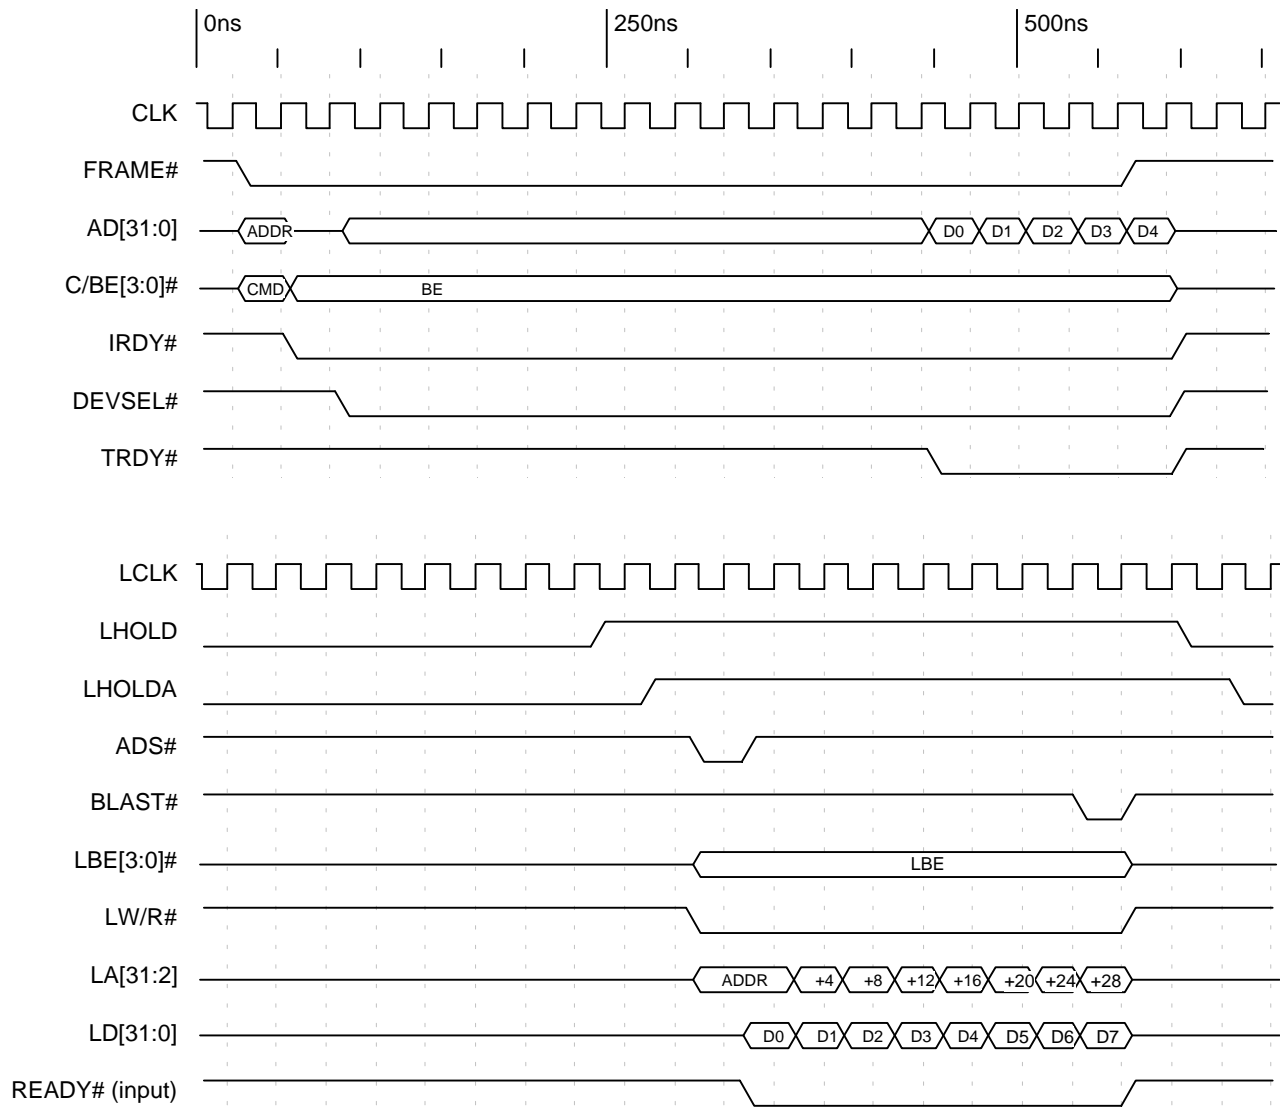 0ns 250ns 500ns
CLK
FRAME#
AD[31:0] ADDR D0 D1 D2 D3 D4
C/BE[3:0]# CMD BE
IRDY#
DEVSEL#
TRDY#
LCLK
LHOLD
LHOLDA
ADS#
BLAST#
LBE[3:0]# LBE
LW/R#
LA[31:2] ADDR +4 +8 +12 +16 +20 +24 +28
LD[31:0] D0 D1 D2 D3 D4 D5 D6 D7
READY# (input)